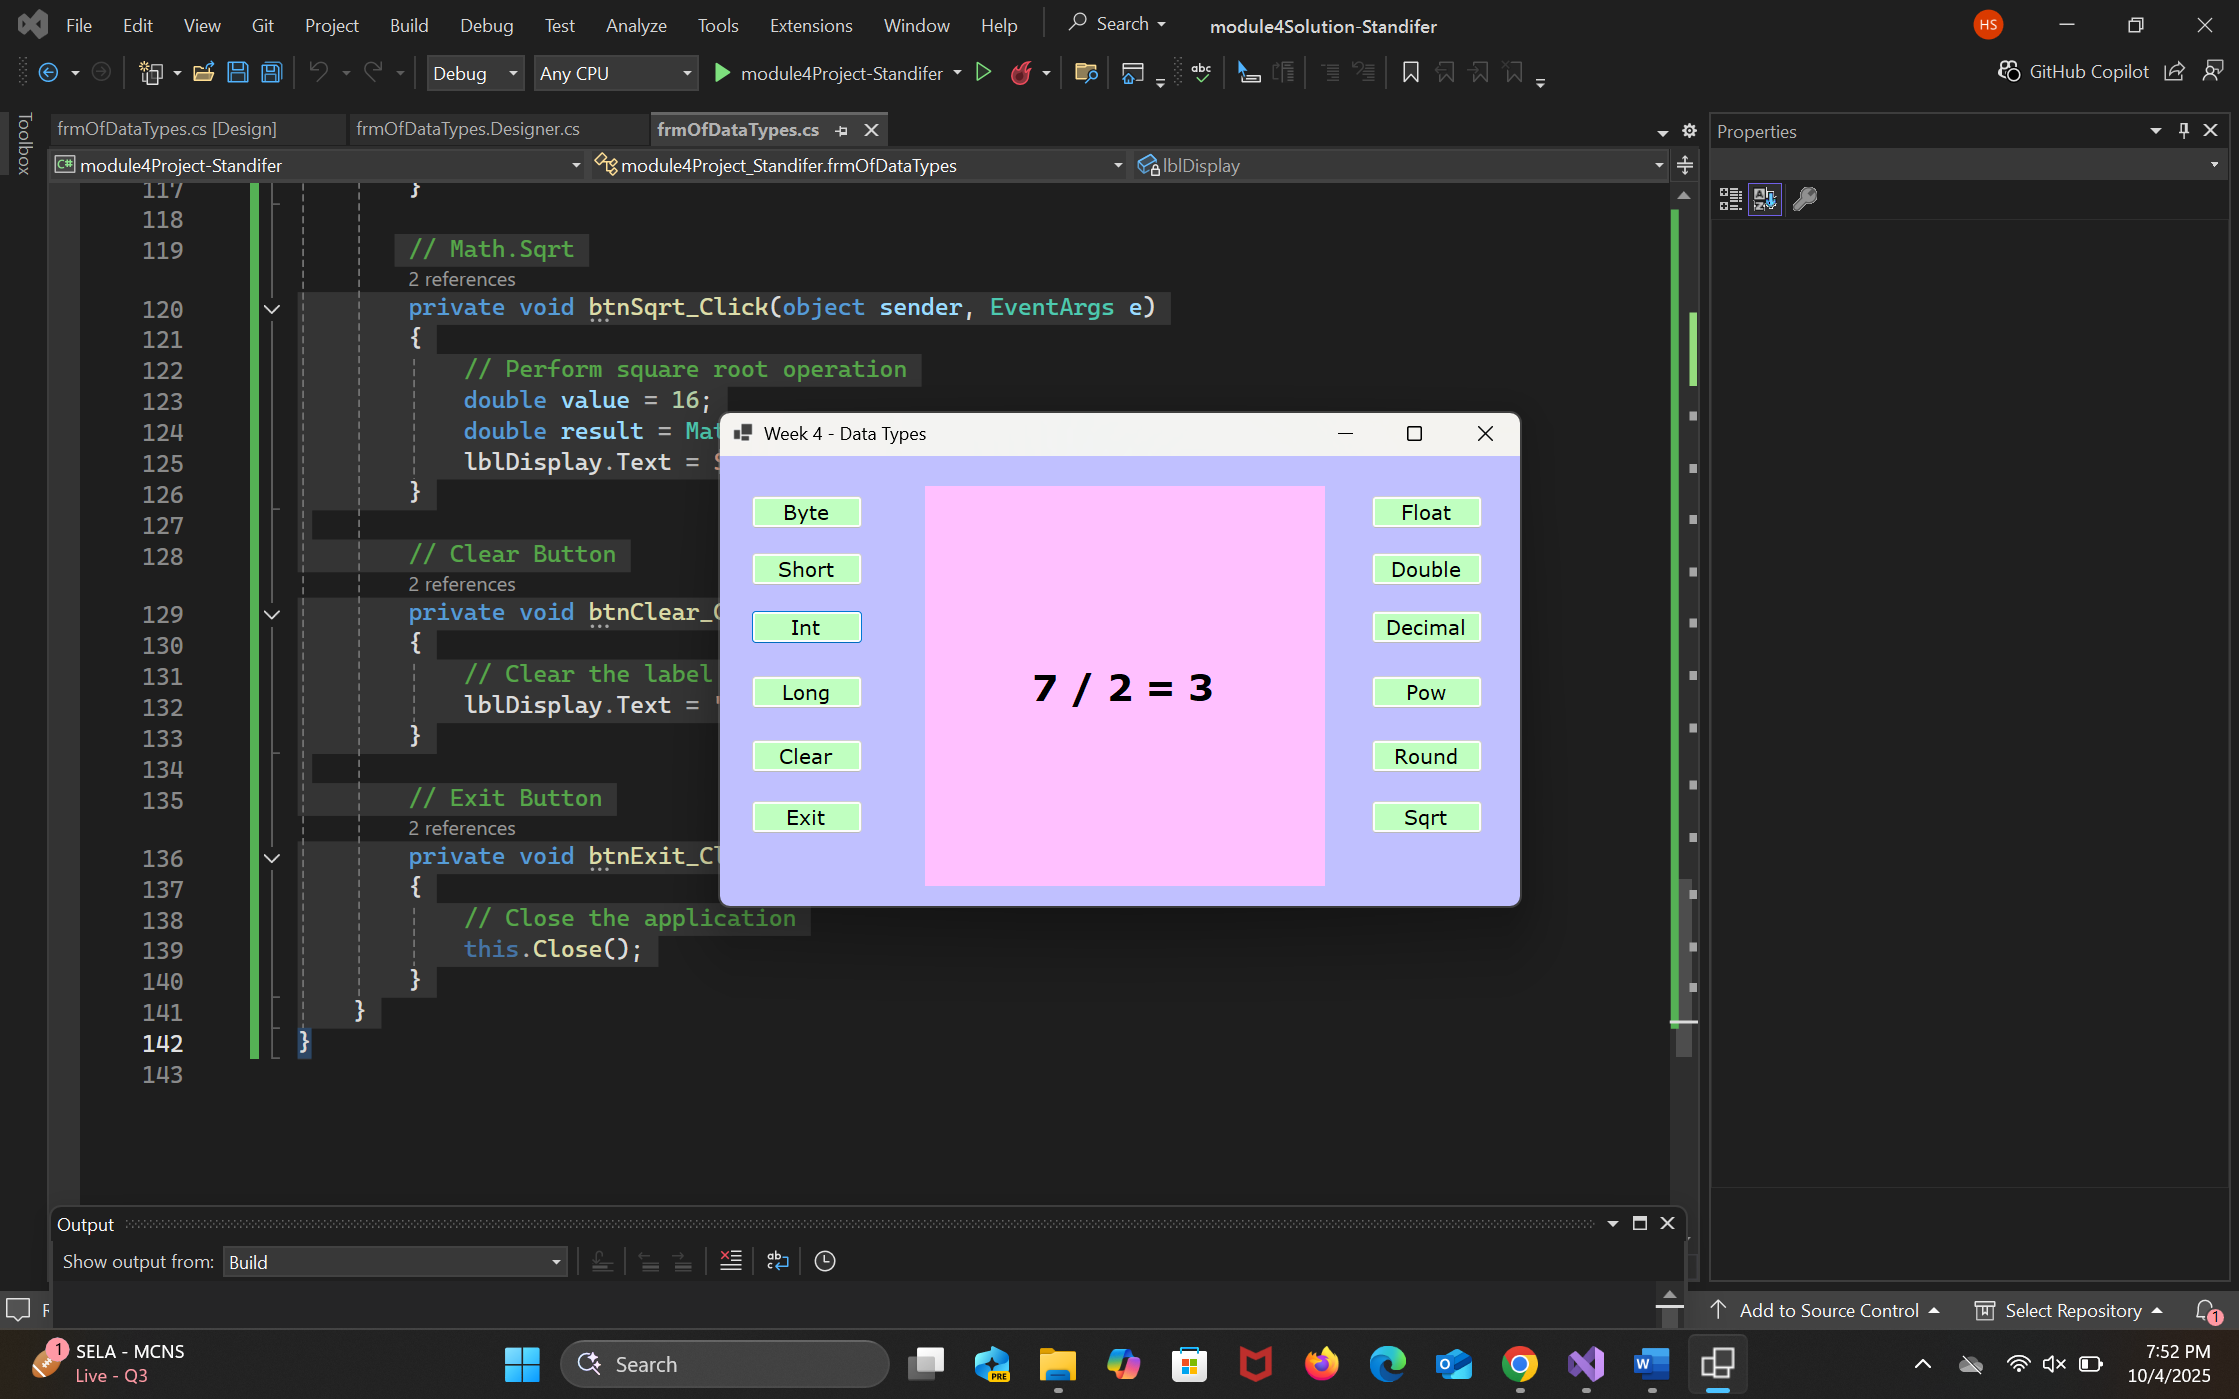 File Edit View Git Project Build Debug Test Analyze Tools Extensions Window Help Search module4Solution-Standifer HS
Debug Any CPU module4Project-Standifer GitHub Copilot
Toolbox
frmOfDataTypes.cs [Design] frmOfDataTypes.Designer.cs frmOfDataTypes.cs
Properties
C# module4Project-Standifer module4Project_Standifer.frmOfDataTypes lblDisplay
117 }
118
119 // Math.Sqrt
2 references
120 private void btnSqrt_Click(object sender, EventArgs e)
121 {
122 // Perform square root operation
123 double value = 16;
124 double result = Mat
125 lblDisplay.Text =
126 }
127
128 // Clear Button
2 references
129 private void btnClear_
130 {
131 // Clear the label
132 lblDisplay.Text = "
133 }
134
135 // Exit Button
2 references
136 private void btnExit_Cl
137 {
138 // Close the application
139 this.Close();
140 }
141 }
142 }
143
Week 4 - Data Types
Byte Float
Short Double
Int Decimal
Long Pow
7 / 2 = 3
Clear Round
Exit Sqrt
Output
Show output from: Build
Add to Source Control Select Repository 1
1 SELA - MCNS
Live - Q3
Search
PRE
7:52 PM
10/4/2025